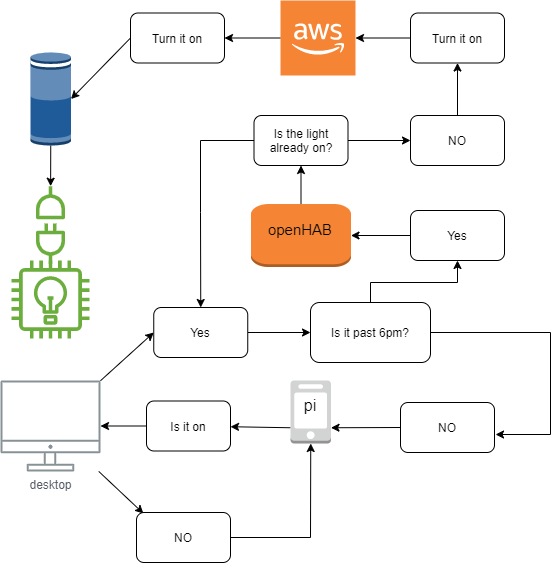 Turn it on
aws
Turn it on
Is the light
already on?
NO
openHAB
Yes
Yes
Is it past 6pm?
pi
Is it on
NO
desktop
NO